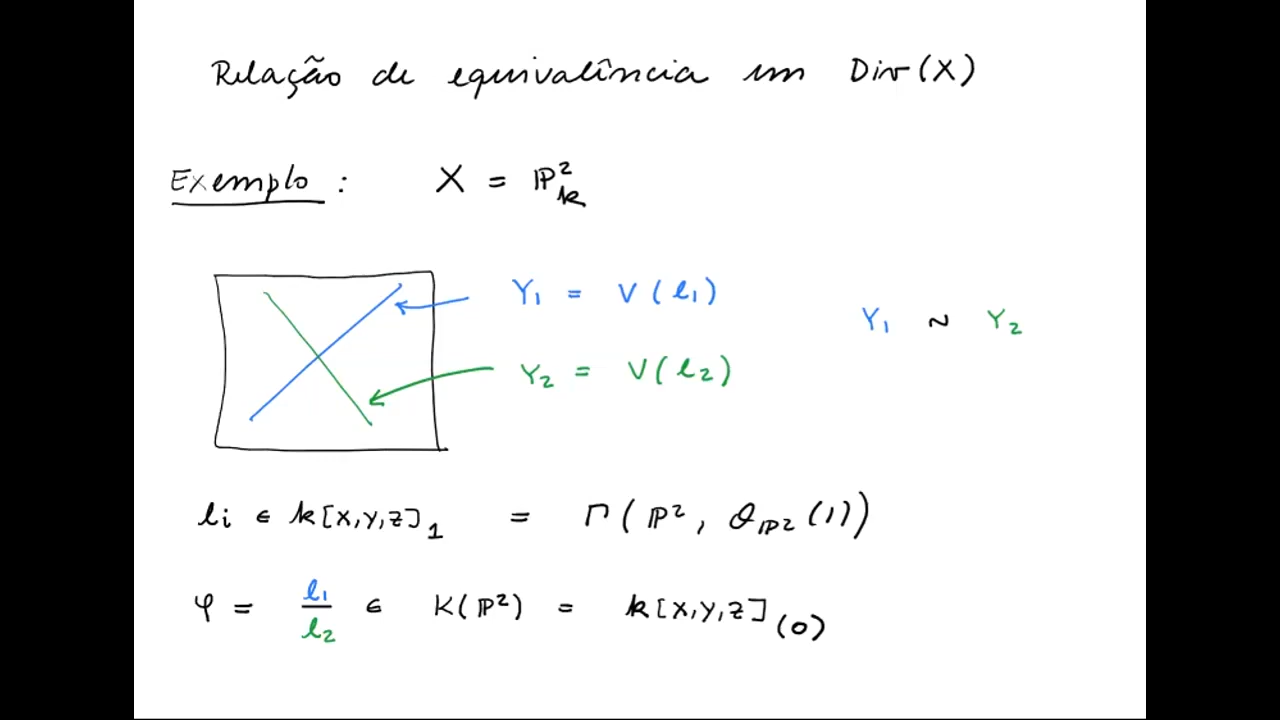 Relação de equivalência em Div(X)
Exemplo : X = ℙ²_k
Y₁ = V(l₁)
Y₁ ~ Y₂
Y₂ = V(l₂)
lᵢ ∈ k[x,y,z]₁ = Γ(ℙ², O_ℙ²(1))
φ = l₁/l₂ ∈ K(ℙ²) = k[x,y,z]₍₀₎